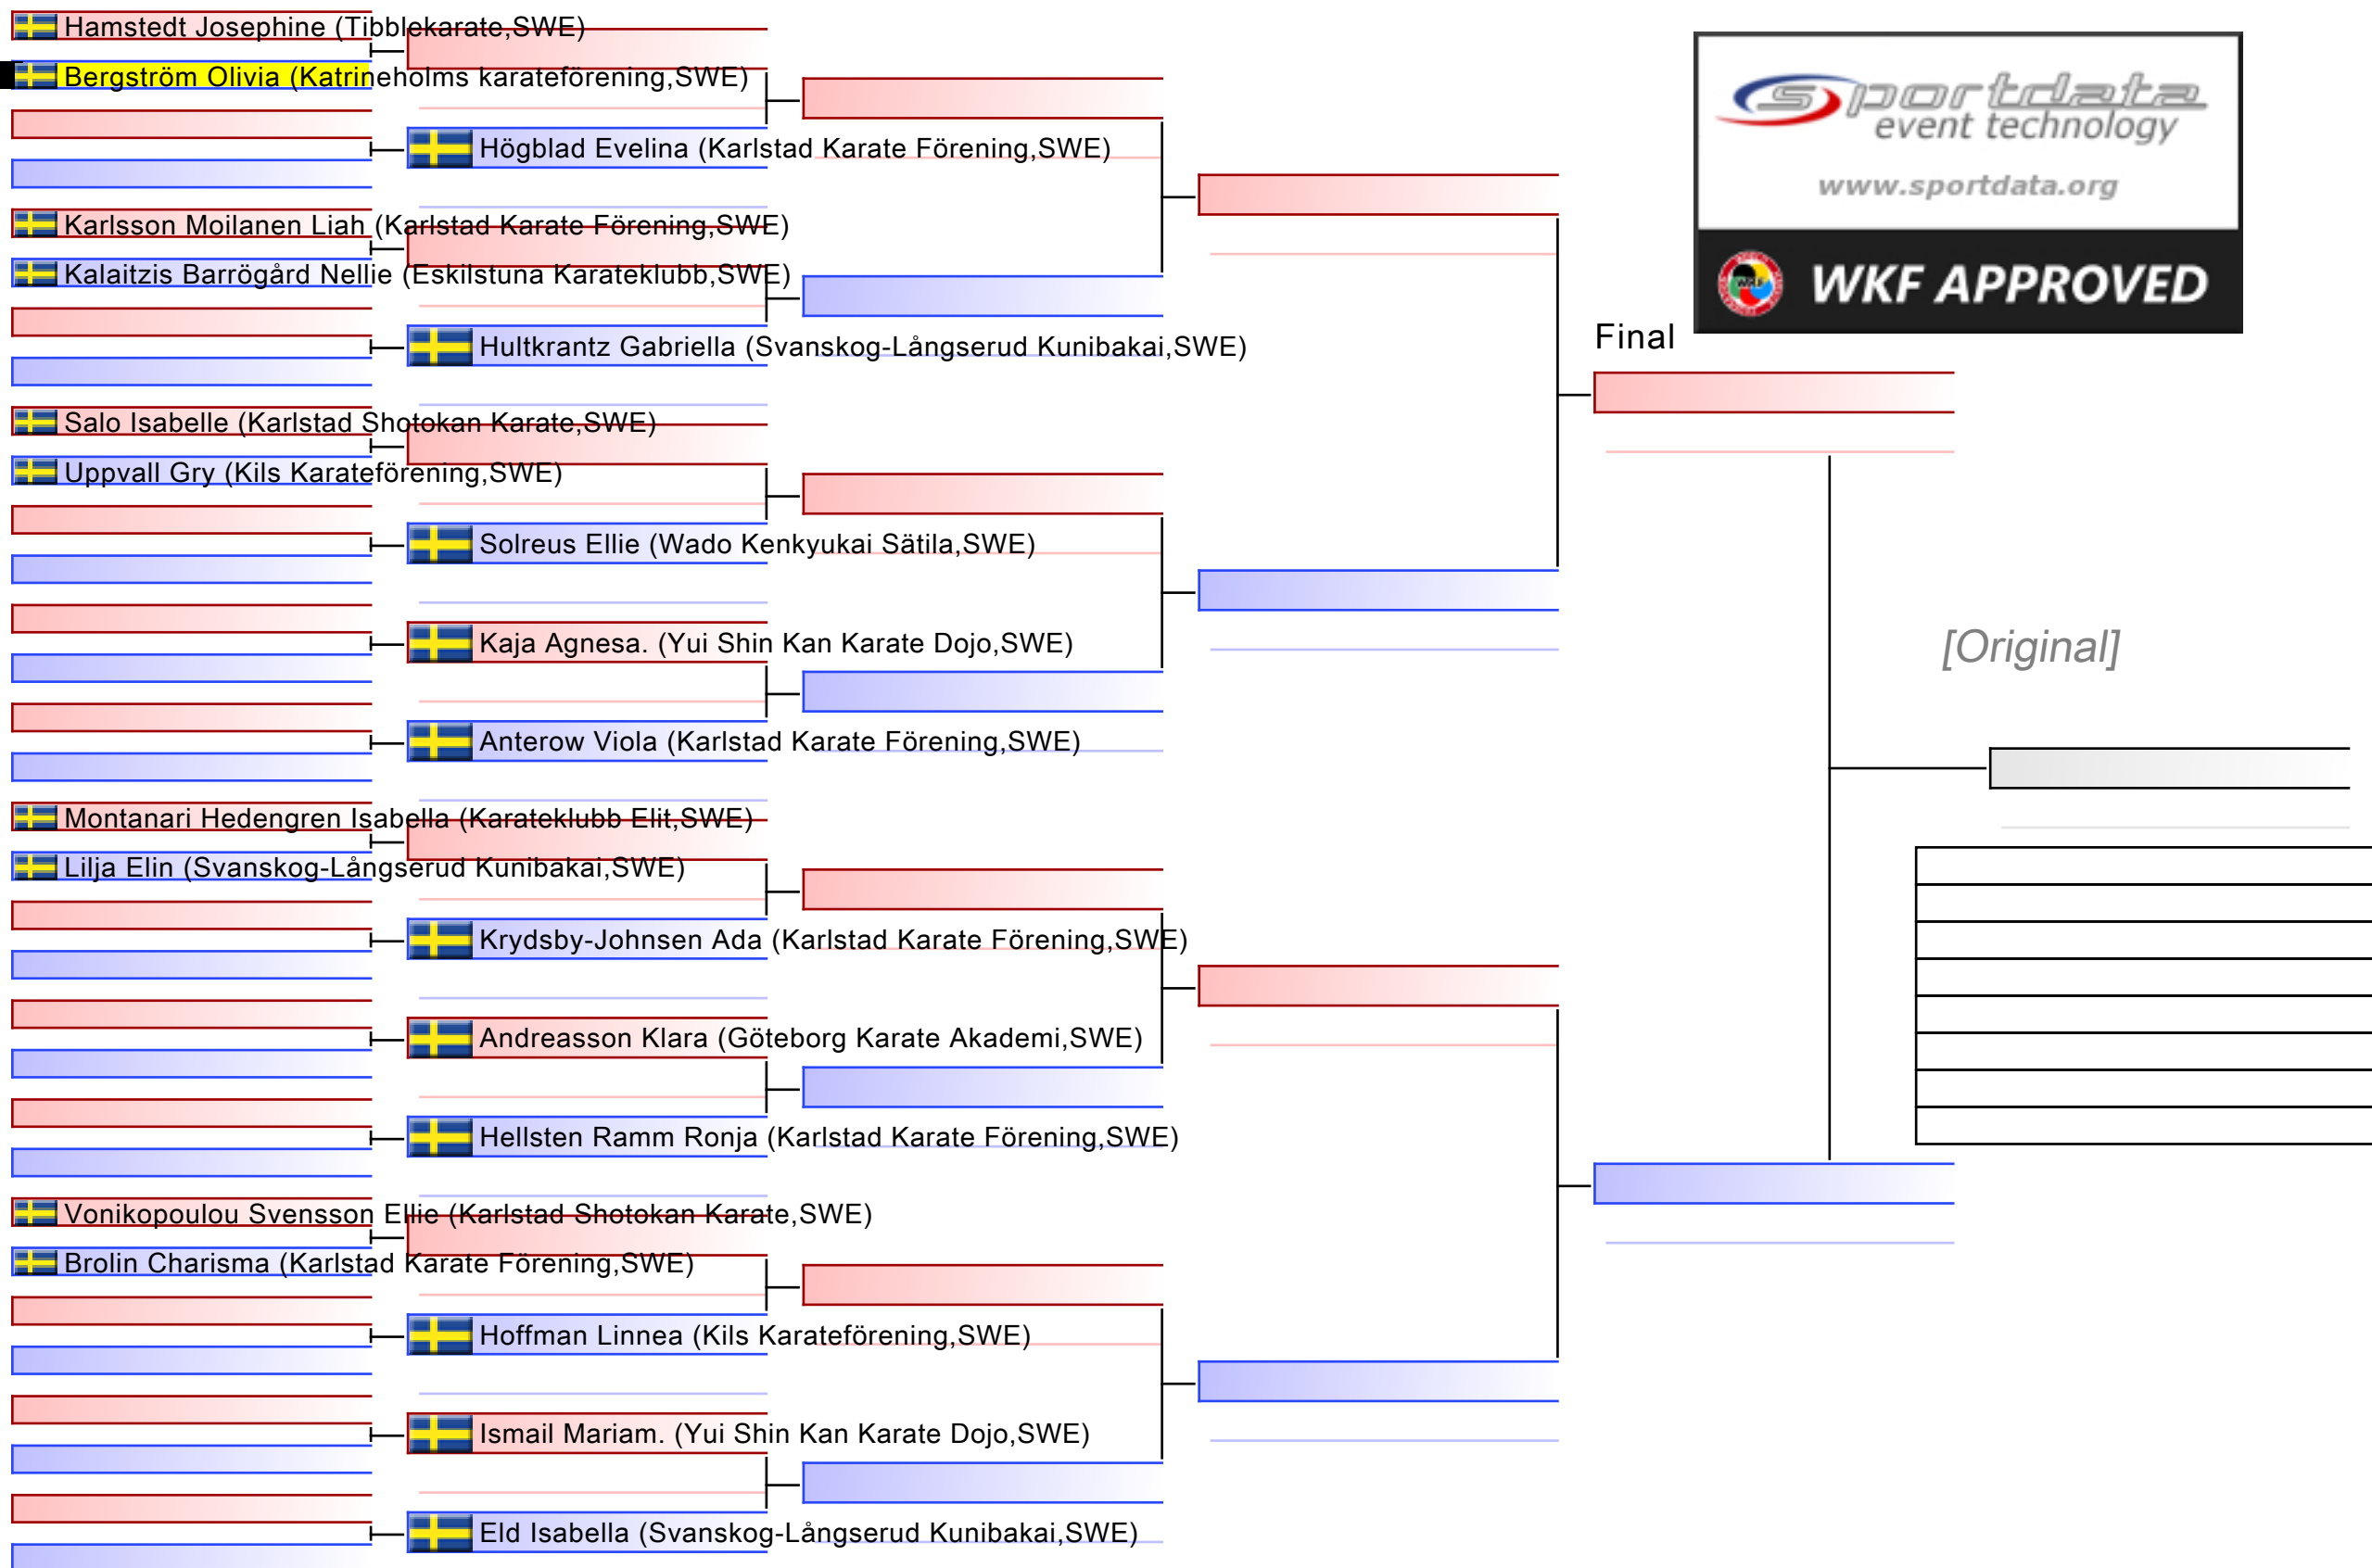 Hamstedt Josephine (Tibblekarate,SWE)
Bergström Olivia (Katrineholms karateförening,SWE)
Högblad Evelina (Karlstad Karate Förening,SWE)
Karlsson Moilanen Liah (Karlstad Karate Förening,SWE)
Kalaitzis Barrögård Nellie (Eskilstuna Karateklubb,SWE)
Hultkrantz Gabriella (Svanskog-Långserud Kunibakai,SWE)
Salo Isabelle (Karlstad Shotokan Karate,SWE)
Uppvall Gry (Kils Karateförening,SWE)
Solreus Ellie (Wado Kenkyukai Sätila,SWE)
Kaja Agnesa. (Yui Shin Kan Karate Dojo,SWE)
Anterow Viola (Karlstad Karate Förening,SWE)
Montanari Hedengren Isabella (Karateklubb Elit,SWE)
Lilja Elin (Svanskog-Långserud Kunibakai,SWE)
Krydsby-Johnsen Ada (Karlstad Karate Förening,SWE)
Andreasson Klara (Göteborg Karate Akademi,SWE)
Hellsten Ramm Ronja (Karlstad Karate Förening,SWE)
Vonikopoulou Svensson Ellie (Karlstad Shotokan Karate,SWE)
Brolin Charisma (Karlstad Karate Förening,SWE)
Hoffman Linnea (Kils Karateförening,SWE)
Ismail Mariam. (Yui Shin Kan Karate Dojo,SWE)
Eld Isabella (Svanskog-Långserud Kunibakai,SWE)
sportdata
event technology
www.sportdata.org
WKF
WKF APPROVED
Final
[Original]